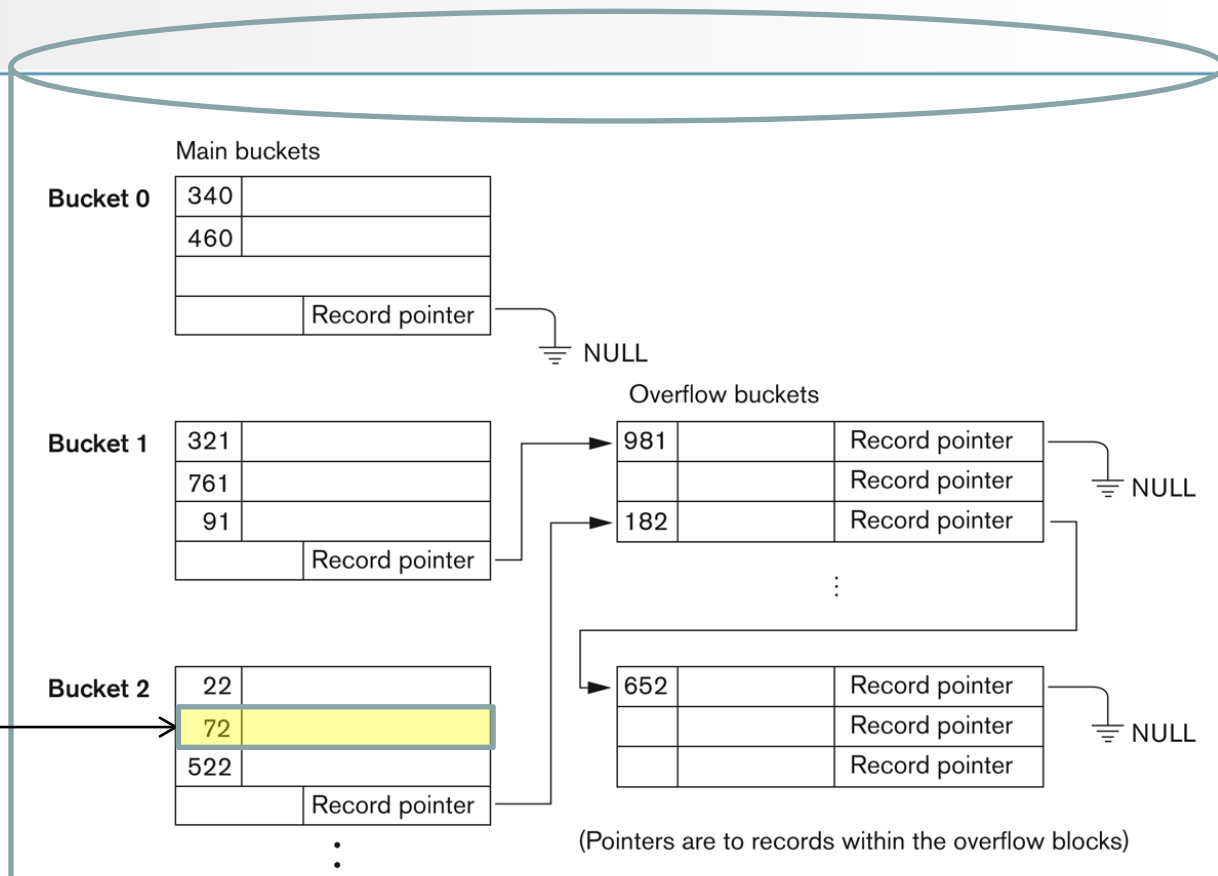 Main buckets
Bucket 0
340
460
Record pointer
NULL
Overflow buckets
Bucket 1
321
761
91
Record pointer
981 Record pointer
Record pointer
182 Record pointer
NULL
⋮
Bucket 2
22
72
522
Record pointer
652 Record pointer
Record pointer
Record pointer
NULL
(Pointers are to records within the overflow blocks)
: